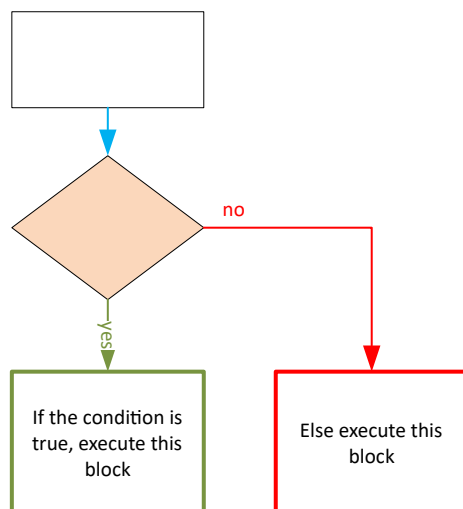 no
yes
If the condition is
true, execute this
block
Else execute this
block